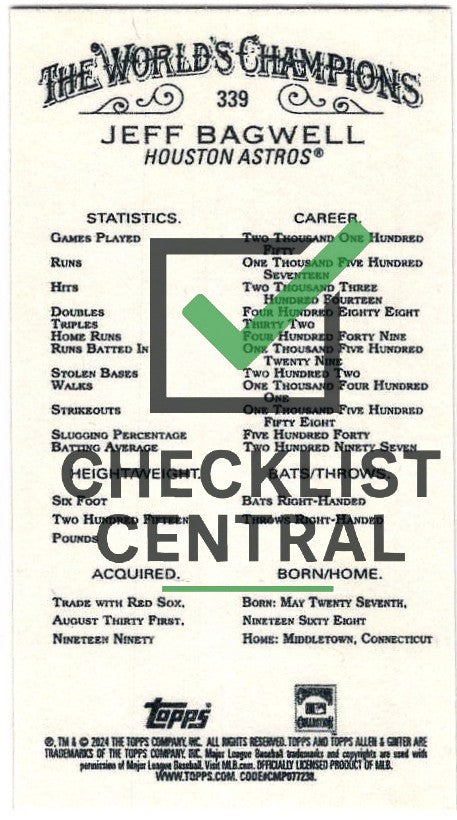 THE WORLD'S CHAMPIONS
339
JEFF BAGWELL
HOUSTON ASTROS®
STATISTICS. CAREER.
GAMES PLAYED TWO THOUSAND ONE HUNDRED
FIFTY
RUNS ONE THOUSAND FIVE HUNDRED
SEVENTEEN
HITS TWO THOUSAND THREE
HUNDRED FOURTEEN
DOUBLES FOUR HUNDRED EIGHTY EIGHT
TRIPLES THIRTY TWO
HOME RUNS FOUR HUNDRED FORTY NINE
RUNS BATTED IN ONE THOUSAND FIVE HUNDRED
TWENTY NINE
STOLEN BASES TWO HUNDRED TWO
WALKS ONE THOUSAND FOUR HUNDRED
ONE
STRIKEOUTS ONE THOUSAND FIVE HUNDRED
FIFTY EIGHT
SLUGGING PERCENTAGE FIVE HUNDRED FORTY
BATTING AVERAGE TWO HUNDRED NINETY SEVEN
HEIGHT/WEIGHT. BATS/THROWS.
CHECKLIST
SIX FOOT BATS RIGHT-HANDED
TWO HUNDRED FIFTEEN THROWS RIGHT-HANDED
POUNDS
CENTRAL
ACQUIRED. BORN/HOME.
TRADE WITH RED SOX, BORN: MAY TWENTY SEVENTH,
AUGUST THIRTY FIRST, NINETEEN SIXTY EIGHT
NINETEEN NINETY HOME: MIDDLETOWN, CONNECTICUT
topps
®, TM & © 2024 THE TOPPS COMPANY, INC. ALL RIGHTS RESERVED. TOPPS AND TOPPS ALLEN & GINTER ARE
TRADEMARKS OF THE TOPPS COMPANY, INC. Major League Baseball trademarks and copyrights are used with
permission of Major League Baseball. Visit MLB.com. OFFICIALLY LICENSED PRODUCT OF MLB.
WWW.TOPPS.COM. CODE#CMP077238.